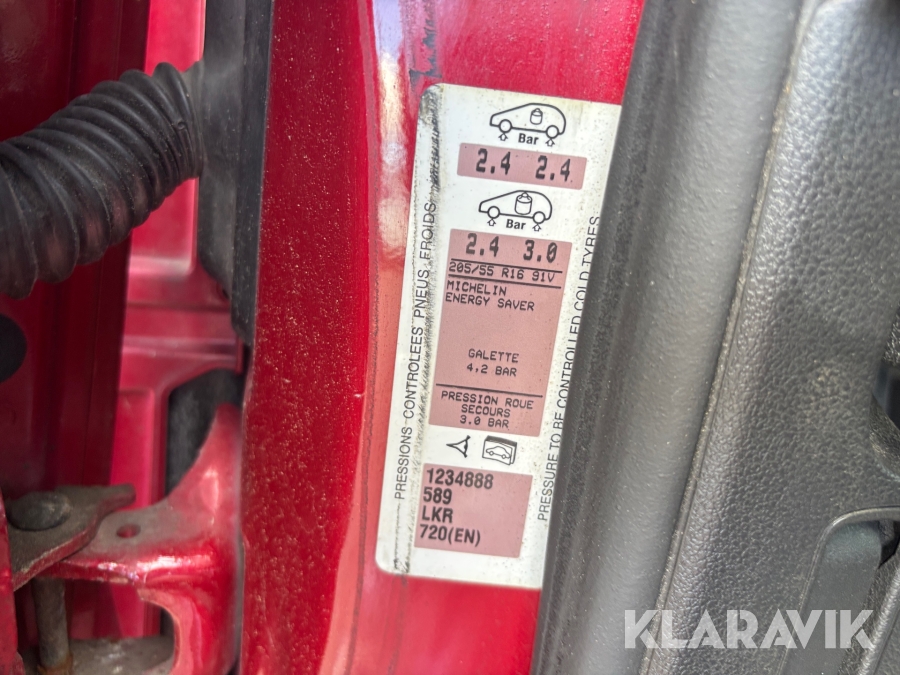 Bar
2.4 2.4
Bar
2.4 3.0
205/55 R16 91V
MICHELIN
ENERGY SAVER
GALETTE
4,2 BAR
PRESSION ROUE
SECOURS
3.0 BAR
1234888
589
LKR
720(EN)
PRESSIONS CONTROLEES PNEUS FROIDS
PRESSURE TO BE CONTROLLED COLD TYRES
KLARAVIK